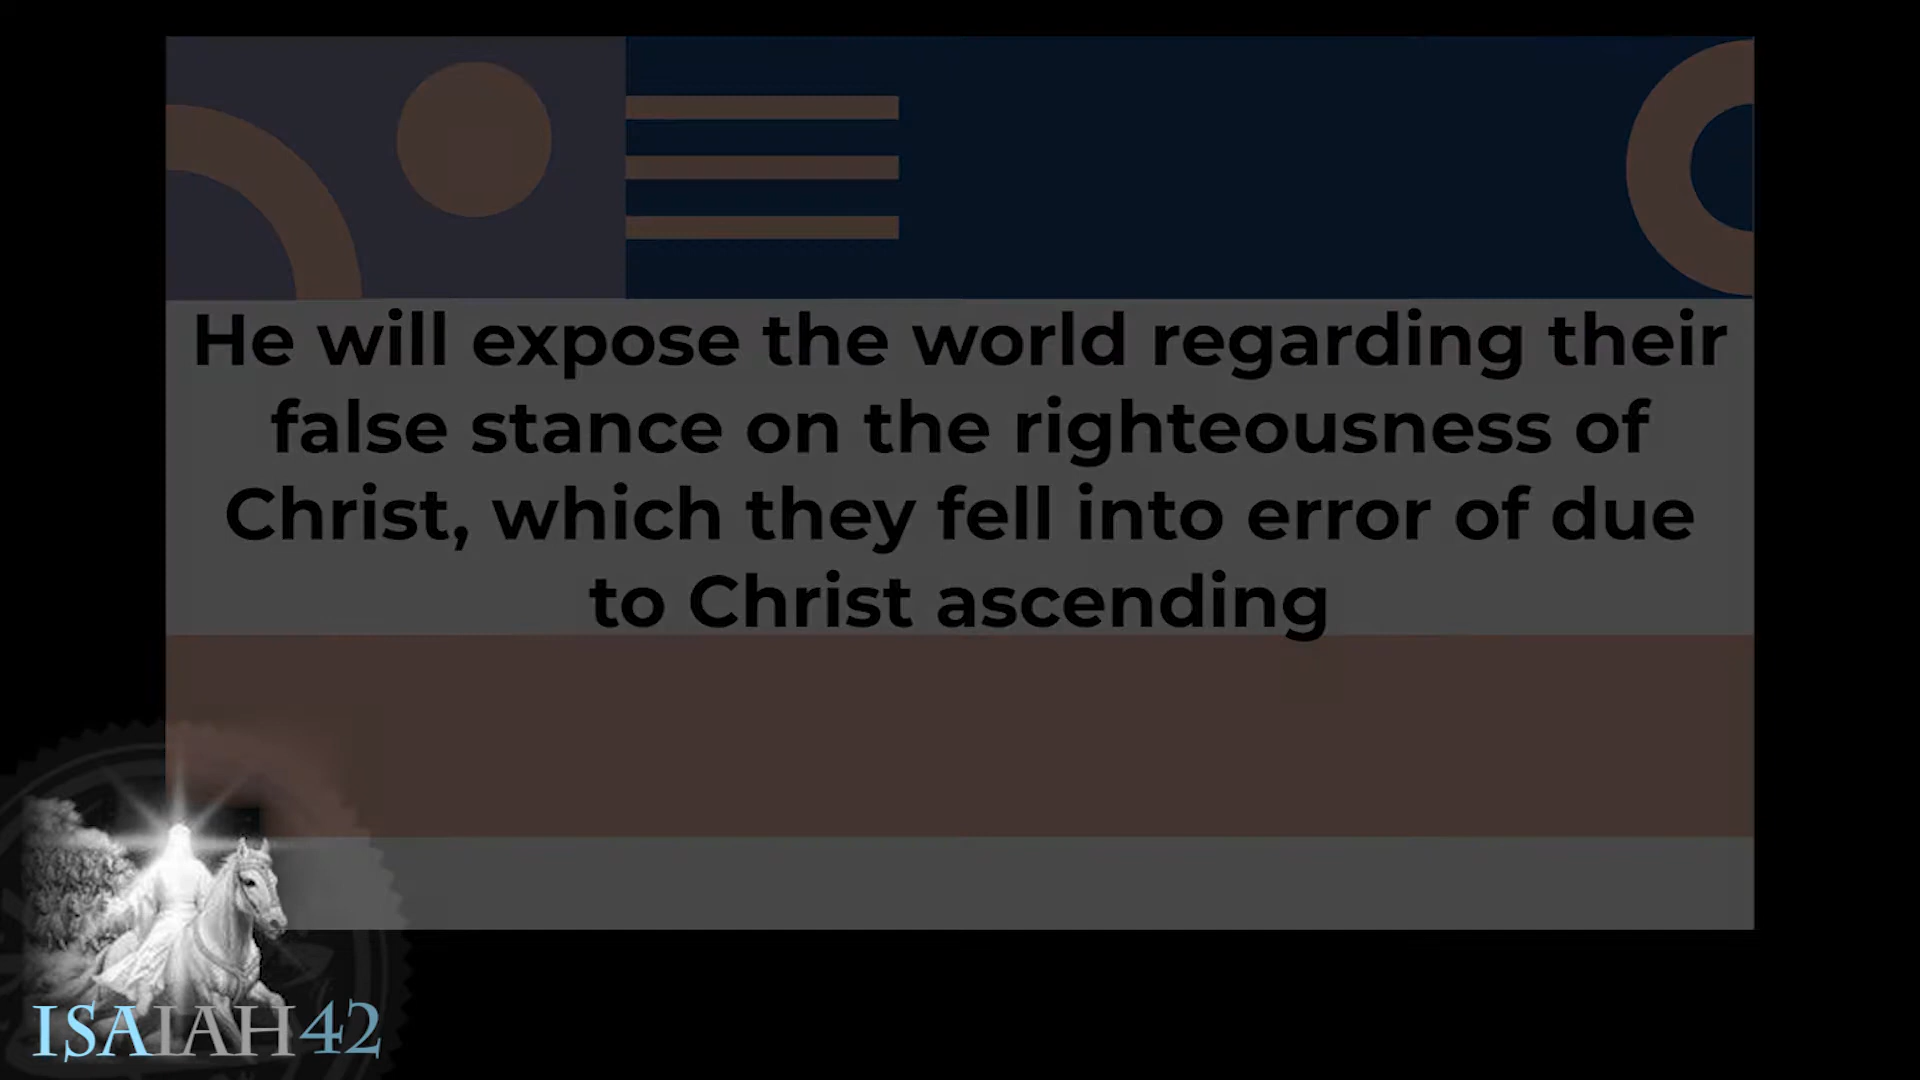 He will expose the world regarding their
false stance on the righteousness of
Christ, which they fell into error of due
to Christ ascending
ISAIAH 42